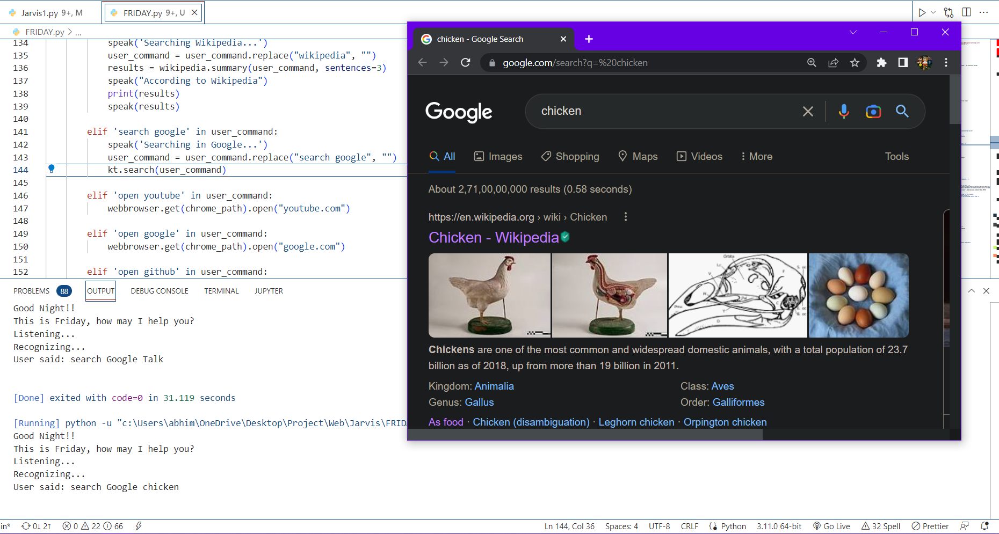 Jarvis1.py 9+, M
FRIDAY.py 9+, U
FRIDAY.py > ...
134 speak('Searching Wikipedia...')
135 user_command = user_command.replace("wikipedia", "")
136 results = wikipedia.summary(user_command, sentences=3)
137 speak("According to Wikipedia")
138 print(results)
139 speak(results)
140
141 elif 'search google' in user_command:
142 speak('Searching in Google...')
143 user_command = user_command.replace("search google", "")
144 kt.search(user_command)
145
146 elif 'open youtube' in user_command:
147 webbrowser.get(chrome_path).open("youtube.com")
148
149 elif 'open google' in user_command:
150 webbrowser.get(chrome_path).open("google.com")
151
152 elif 'open github' in user_command:
PROBLEMS 88 OUTPUT DEBUG CONSOLE TERMINAL JUPYTER
Good Night!!
This is Friday, how may I help you?
Listening...
Recognizing...
User said: search Google Talk
[Done] exited with code=0 in 31.119 seconds
[Running] python -u "c:\Users\abhim\OneDrive\Desktop\Project\Web\Jarvis\FRID
Good Night!!
This is Friday, how may I help you?
Listening...
Recognizing...
User said: search Google chicken
chicken - Google Search
google.com/search?q=%20chicken
Google
chicken
All Images Shopping Maps Videos More Tools
About 2,71,00,00,000 results (0.58 seconds)
https://en.wikipedia.org › wiki › Chicken
Chicken - Wikipedia
Chickens are one of the most common and widespread domestic animals, with a total population of 23.7
billion as of 2018, up from more than 19 billion in 2011.
Kingdom: Animalia Class: Aves
Genus: Gallus Order: Galliformes
As food · Chicken (disambiguation) · Leghorn chicken · Orpington chicken
in* 0↓ 2↑ 0 22 66 Ln 144, Col 36 Spaces: 4 UTF-8 CRLF Python 3.11.0 64-bit Go Live 32 Spell Prettier